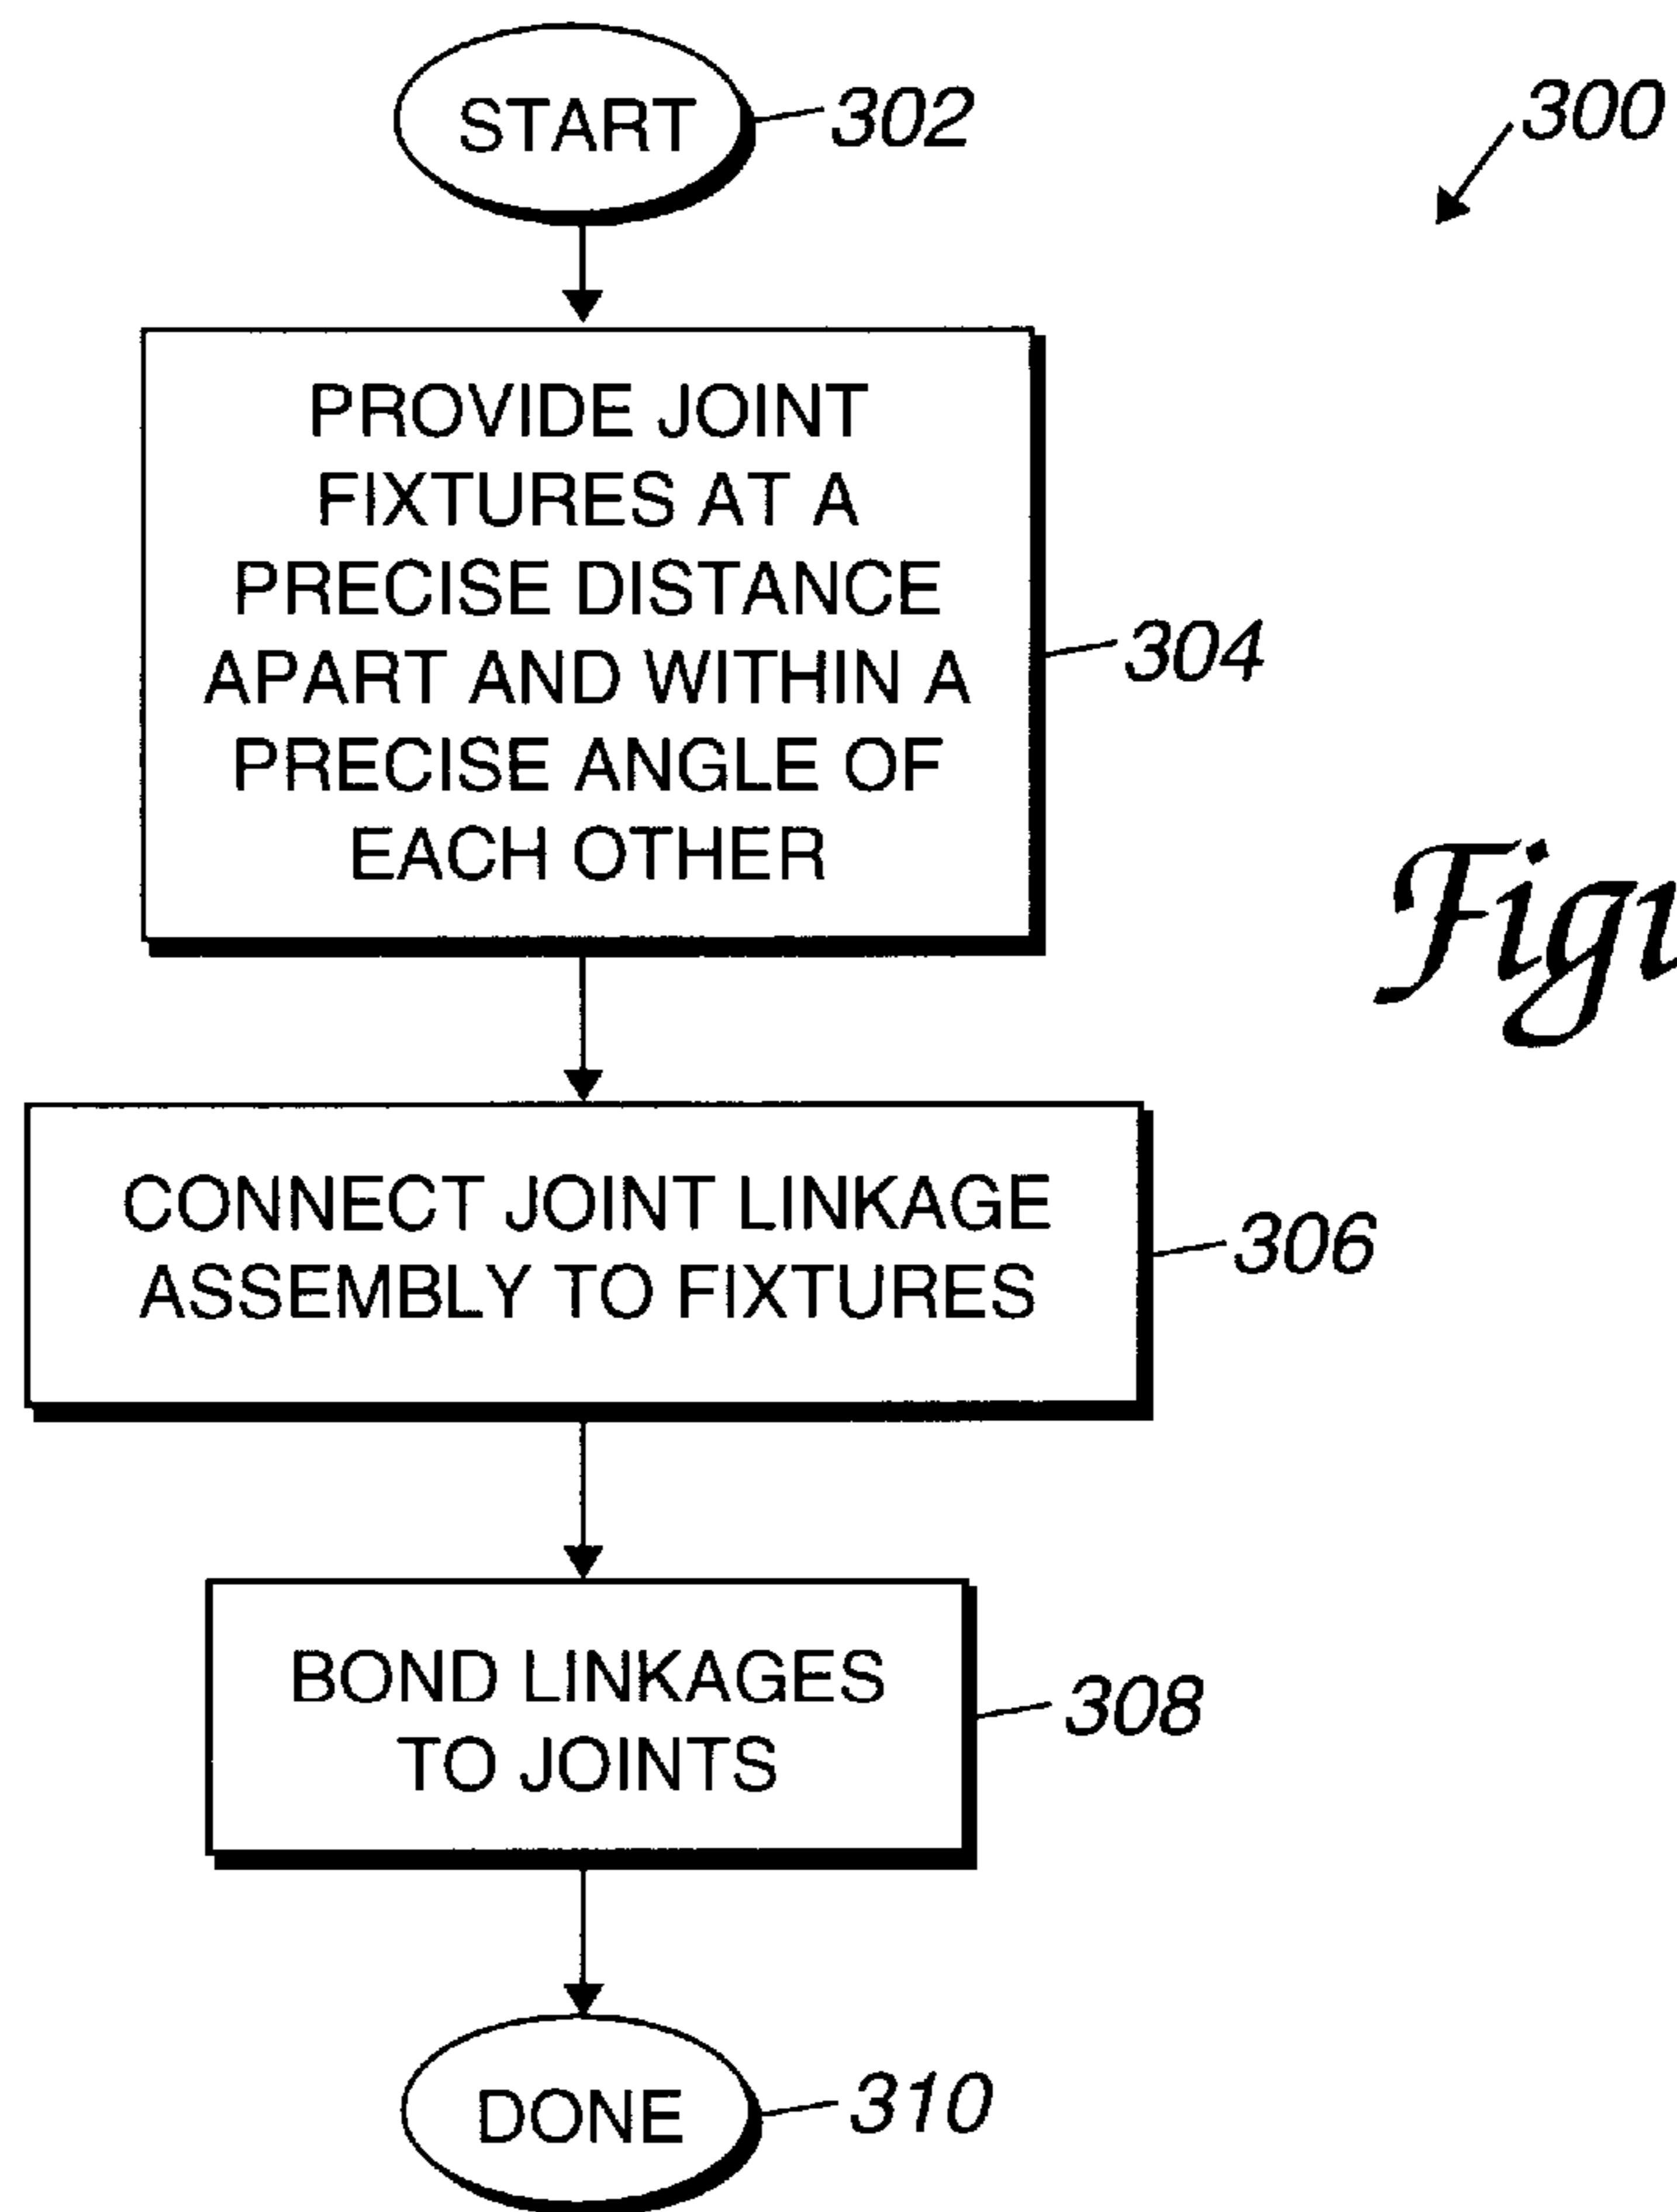 START
302
300
PROVIDE JOINT
FIXTURES AT A
PRECISE DISTANCE
APART AND WITHIN A
PRECISE ANGLE OF
EACH OTHER
304
CONNECT JOINT LINKAGE
ASSEMBLY TO FIXTURES
306
BOND LINKAGES
TO JOINTS
308
DONE
310